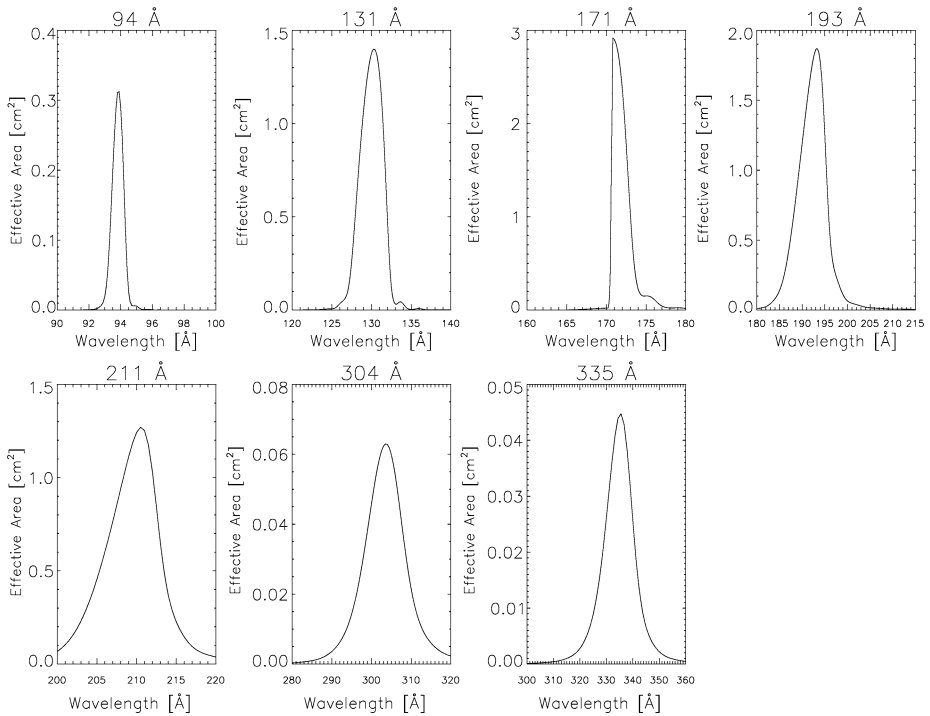 94 Å
131 Å
171 Å
193 Å
0.4
0.3
0.2
0.1
0.0
Effective Area [cm²]
90 92 94 96 98 100
Wavelength [Å]
1.5
1.0
0.5
0.0
Effective Area [cm²]
120 125 130 135 140
Wavelength [Å]
3
2
1
0
Effective Area [cm²]
160 165 170 175 180
Wavelength [Å]
2.0
1.5
1.0
0.5
0.0
Effective Area [cm²]
180 185 190 195 200 205 210 215
Wavelength [Å]
211 Å
304 Å
335 Å
1.5
1.0
0.5
0.0
Effective Area [cm²]
200 205 210 215 220
Wavelength [Å]
0.08
0.06
0.04
0.02
0.00
Effective Area [cm²]
280 290 300 310 320
Wavelength [Å]
0.05
0.04
0.03
0.02
0.01
0.00
Effective Area [cm²]
300 310 320 330 340 350 360
Wavelength [Å]